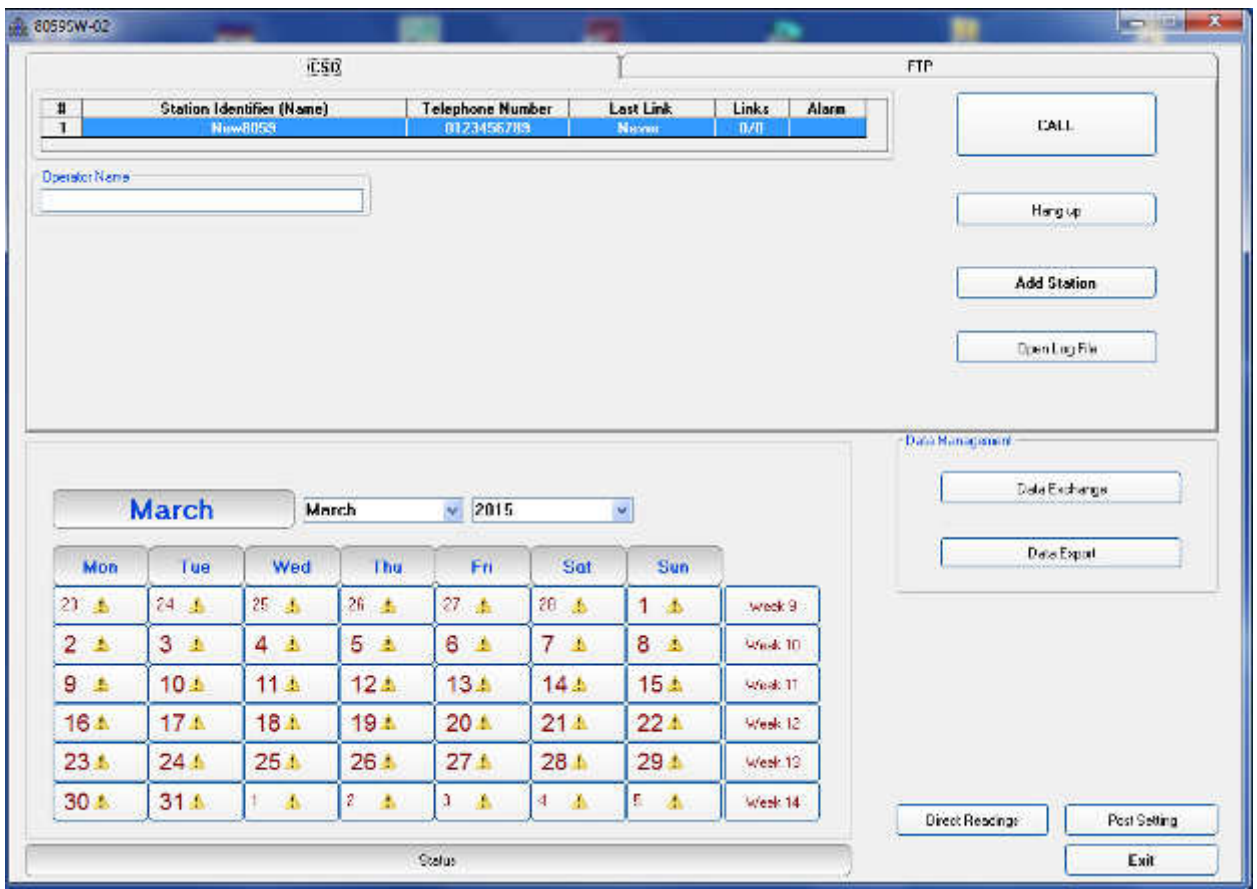 8059SW-02
CSD FTP
# Station Identifier (Name) Telephone Number Last Link Links Alarm
1 New8059 0123456789 Never 0/0
CALL
Operator Name
Hang up
Add Station
Open Log File
Data Management
Data Exchange
Data Export
March March 2015
Mon Tue Wed Thu Fri Sat Sun
23 24 25 26 27 28 1 week 9
2 3 4 5 6 7 8 Week 10
9 10 11 12 13 14 15 Week 11
16 17 18 19 20 21 22 Week 12
23 24 25 26 27 28 29 Week 13
30 31 1 2 3 4 5 Week 14
Direct Readings Post Setting
Status
Exit